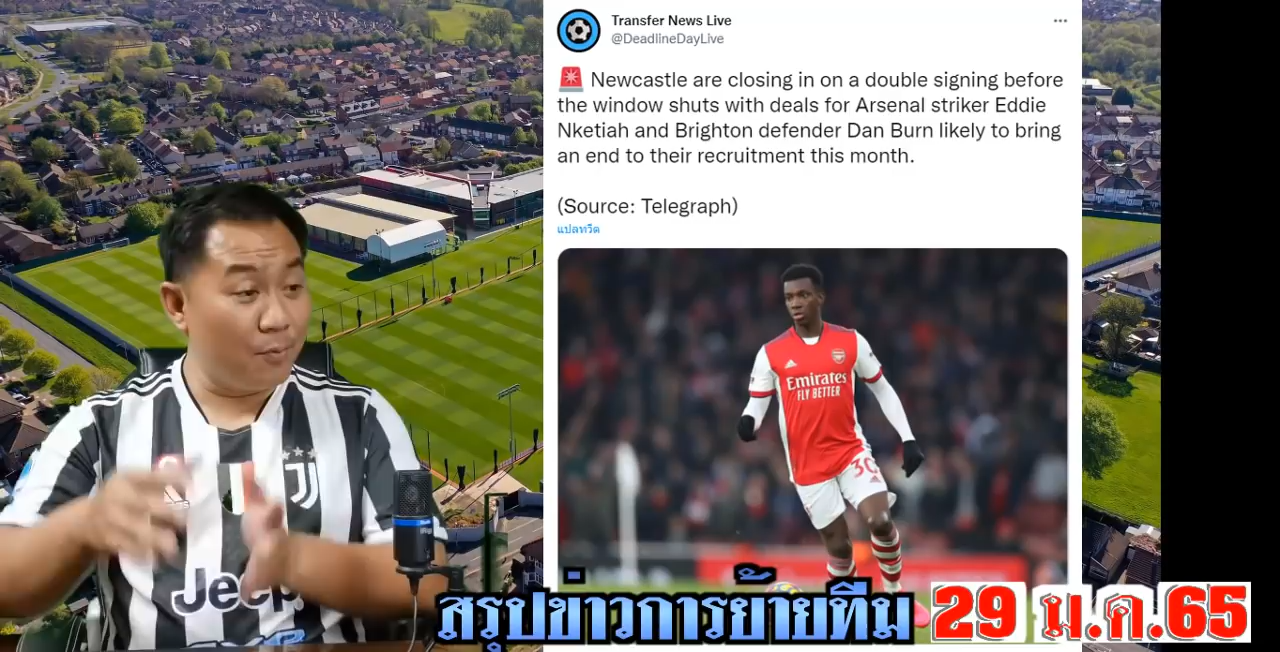 Transfer News Live
@DeadlineDayLive
🚨 Newcastle are closing in on a double signing before
the window shuts with deals for Arsenal striker Eddie
Nketiah and Brighton defender Dan Burn likely to bring
an end to their recruitment this month.
(Source: Telegraph)
แปลทวีต
Emirates
FLY BETTER
30
Jeep
สรุปข่าวการย้ายทีม 29 ม.ค.65